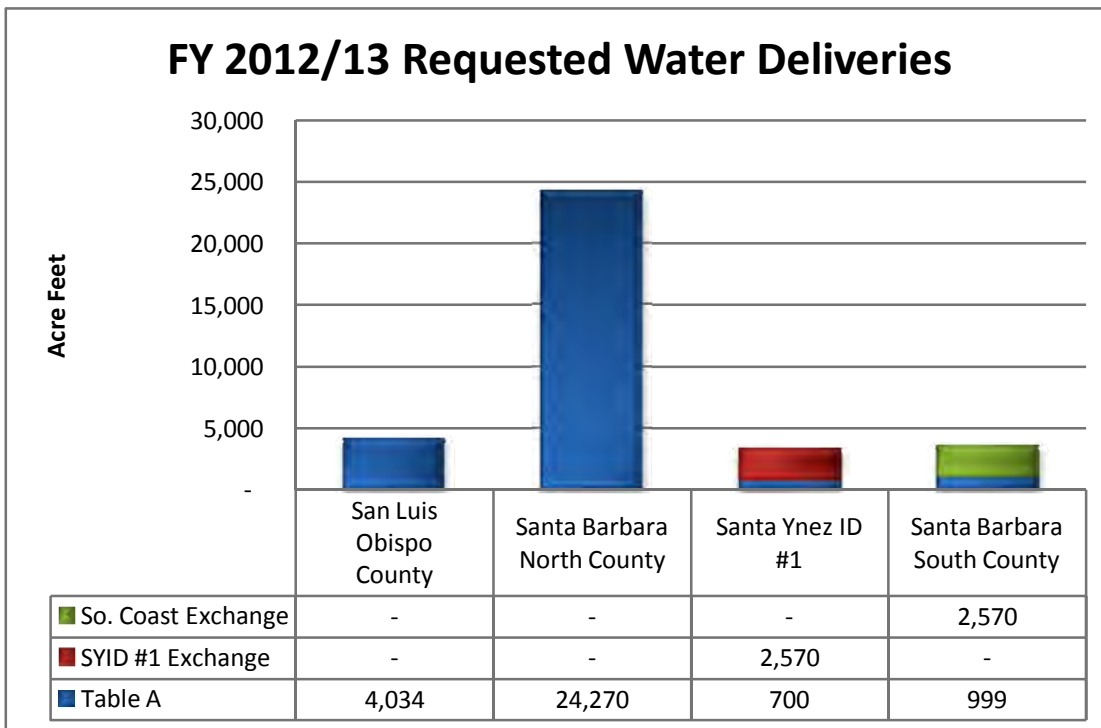 FY 2012/13 Requested Water Deliveries
Acre Feet
30,000
25,000
20,000
15,000
10,000
5,000
-
San Luis
Obispo
County
Santa Barbara
North County
Santa Ynez ID
#1
Santa Barbara
South County
So. Coast Exchange - - - 2,570
SYID #1 Exchange - - 2,570 -
Table A 4,034 24,270 700 999